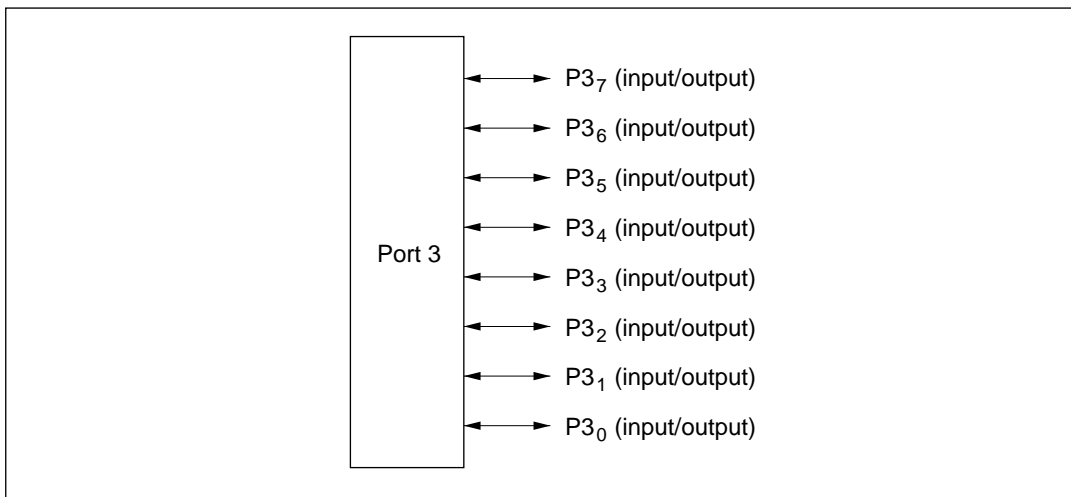 P3₇ (input/output)
P3₆ (input/output)
P3₅ (input/output)
P3₄ (input/output)
Port 3
P3₃ (input/output)
P3₂ (input/output)
P3₁ (input/output)
P3₀ (input/output)